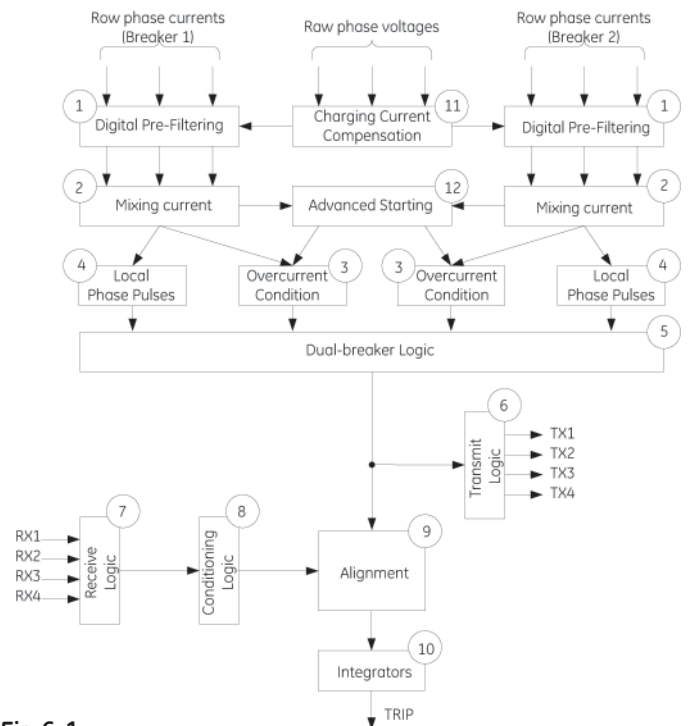 Row phase currents
(Breaker 1)
Raw phase voltages
Row phase currents
(Breaker 2)
1
Digital Pre-Filtering
11
Charging Current
Compensation
1
Digital Pre-Filtering
2
Mixing current
12
Advanced Starting
2
Mixing current
4
Local
Phase Pulses
3
Overcurrent
Condition
3
Overcurrent
Condition
4
Local
Phase Pulses
5
Dual-breaker Logic
6
Transmit
Logic
TX1
TX2
TX3
TX4
RX1
RX2
RX3
RX4
7
Receive
Logic
8
Conditioning
Logic
9
Alignment
10
Integrators
TRIP